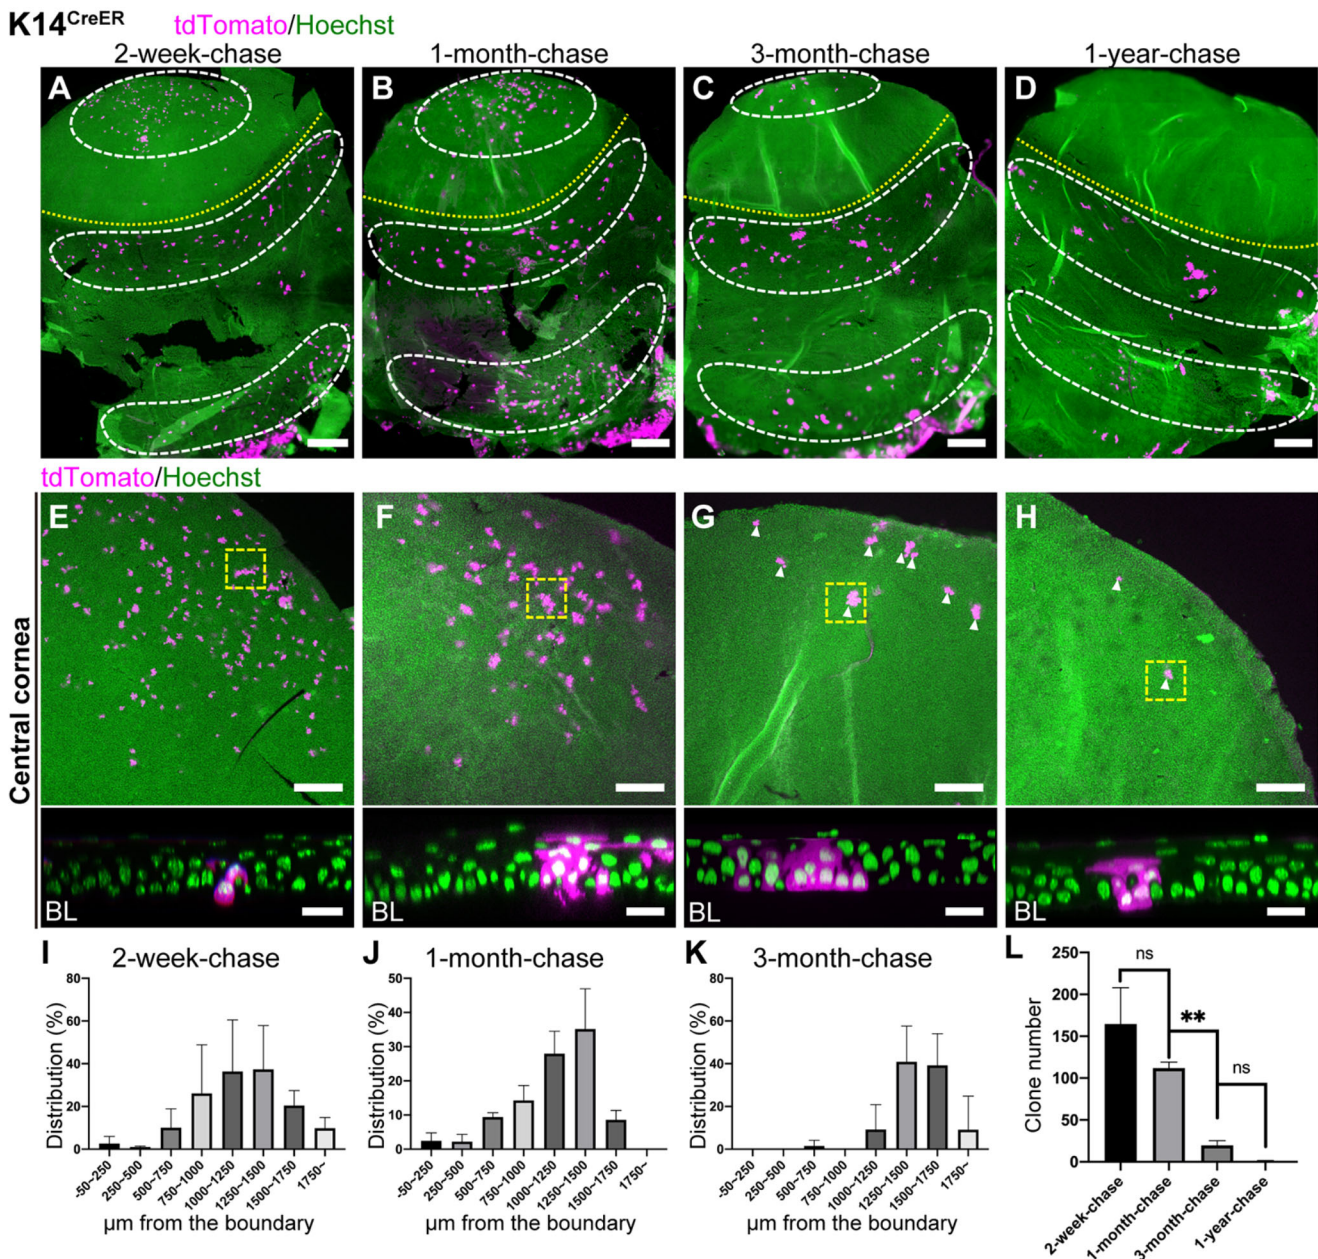 K14CreER tdTomato/Hoechst
2-week-chase 1-month-chase 3-month-chase 1-year-chase
A B C D
tdTomato/Hoechst
E F G H
Central cornea
BL BL BL BL
I 2-week-chase
Distribution (%)
80
60
40
20
0
-50~250 250~500 500~750 750~1000 1000~1250 1250~1500 1500~1750 1750~
µm from the boundary
J 1-month-chase
Distribution (%)
50
40
30
20
10
0
-50~250 250~500 500~750 750~1000 1000~1250 1250~1500 1500~1750 1750~
µm from the boundary
K 3-month-chase
Distribution (%)
80
60
40
20
0
-50~250 250~500 500~750 750~1000 1000~1250 1250~1500 1500~1750 1750~
µm from the boundary
L
Clone number
250
200
150
100
50
0
ns
**
ns
2-week-chase 1-month-chase 3-month-chase 1-year-chase